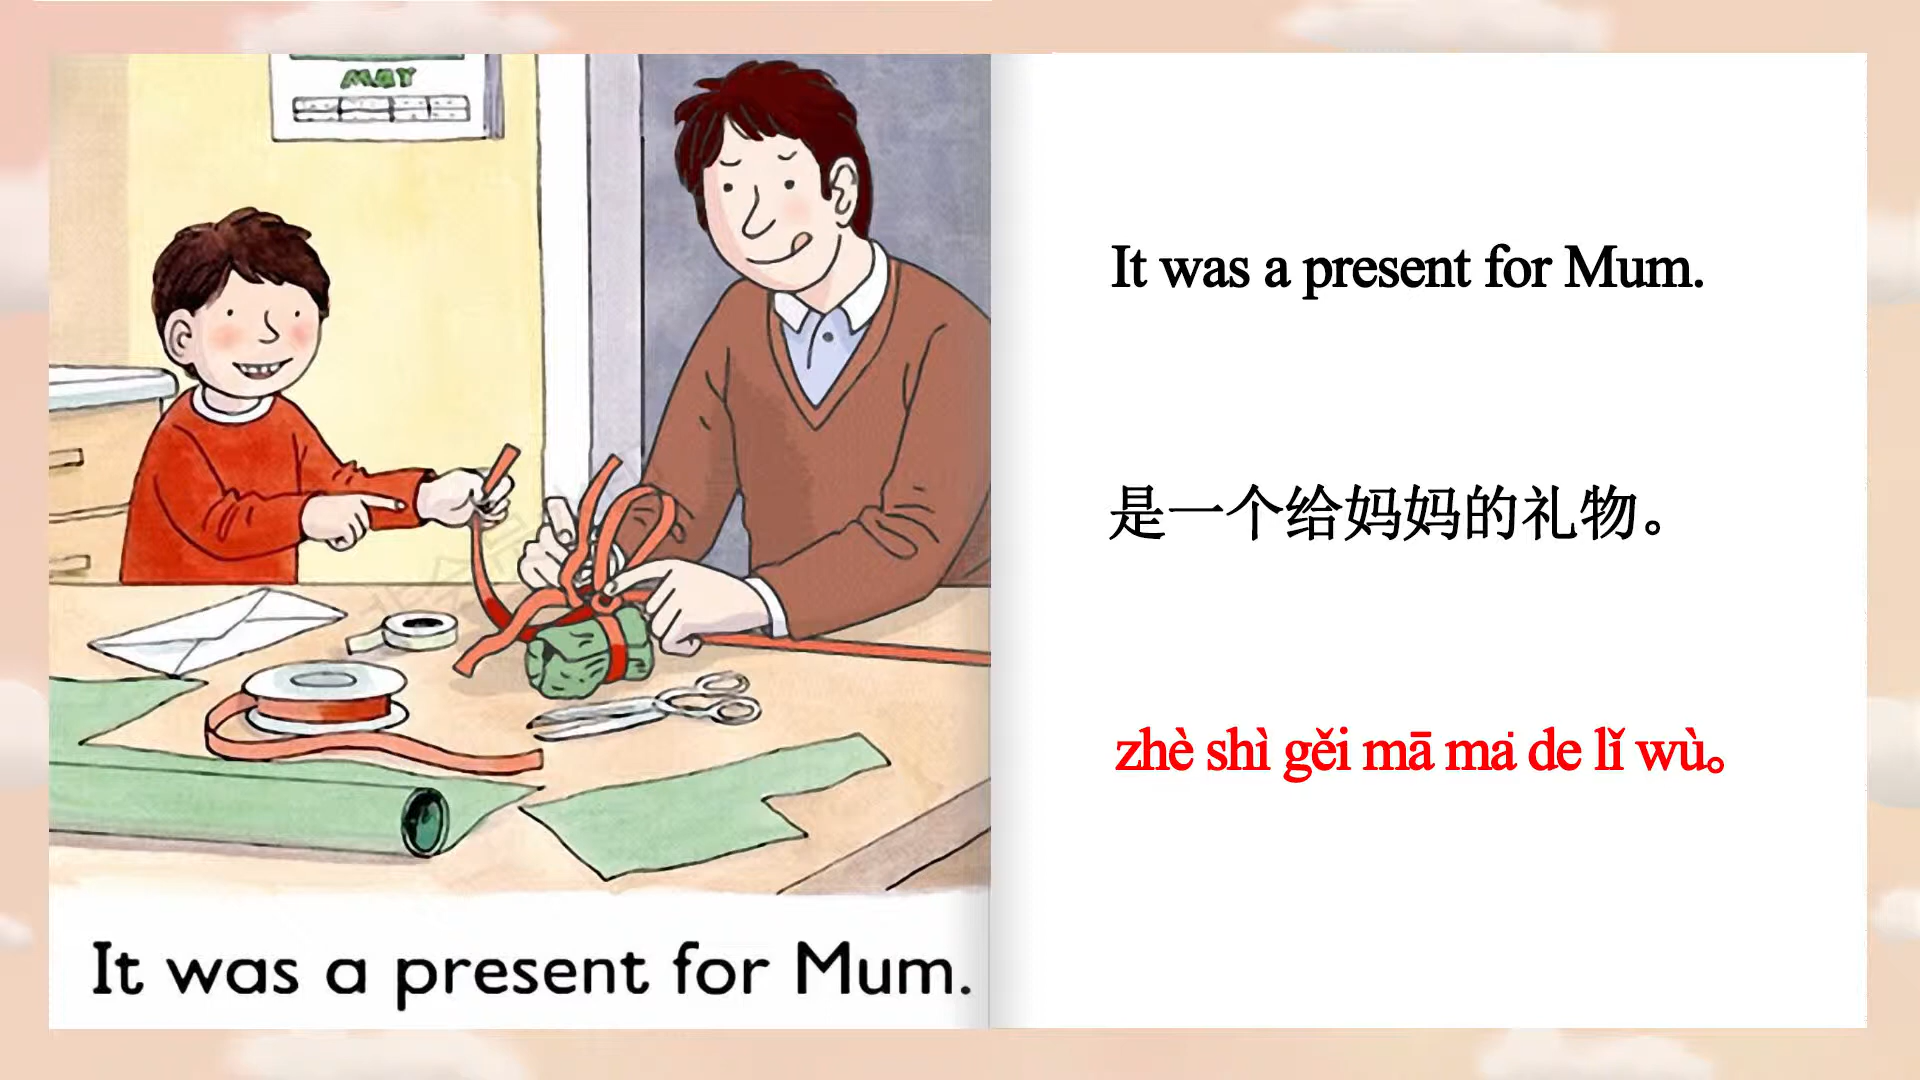 MAY
It was a present for Mum.
It was a present for Mum.
是一个给妈妈的礼物。
zhè shì gěi mā ma de lǐ wù。